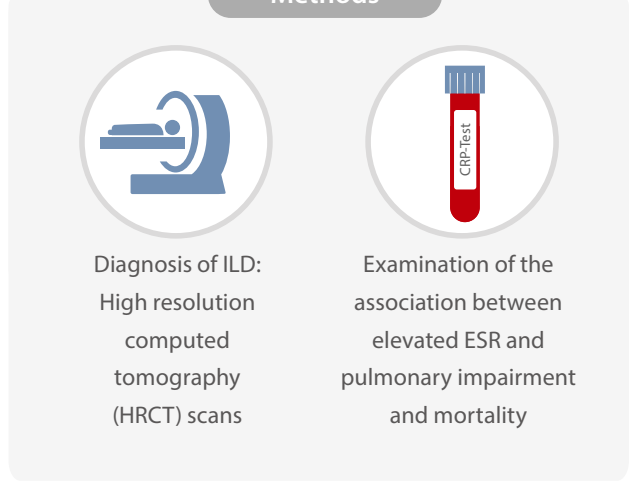 Methods
CRP-Test
Diagnosis of ILD:
High resolution
computed
tomography
(HRCT) scans
Examination of the
association between
elevated ESR and
pulmonary impairment
and mortality